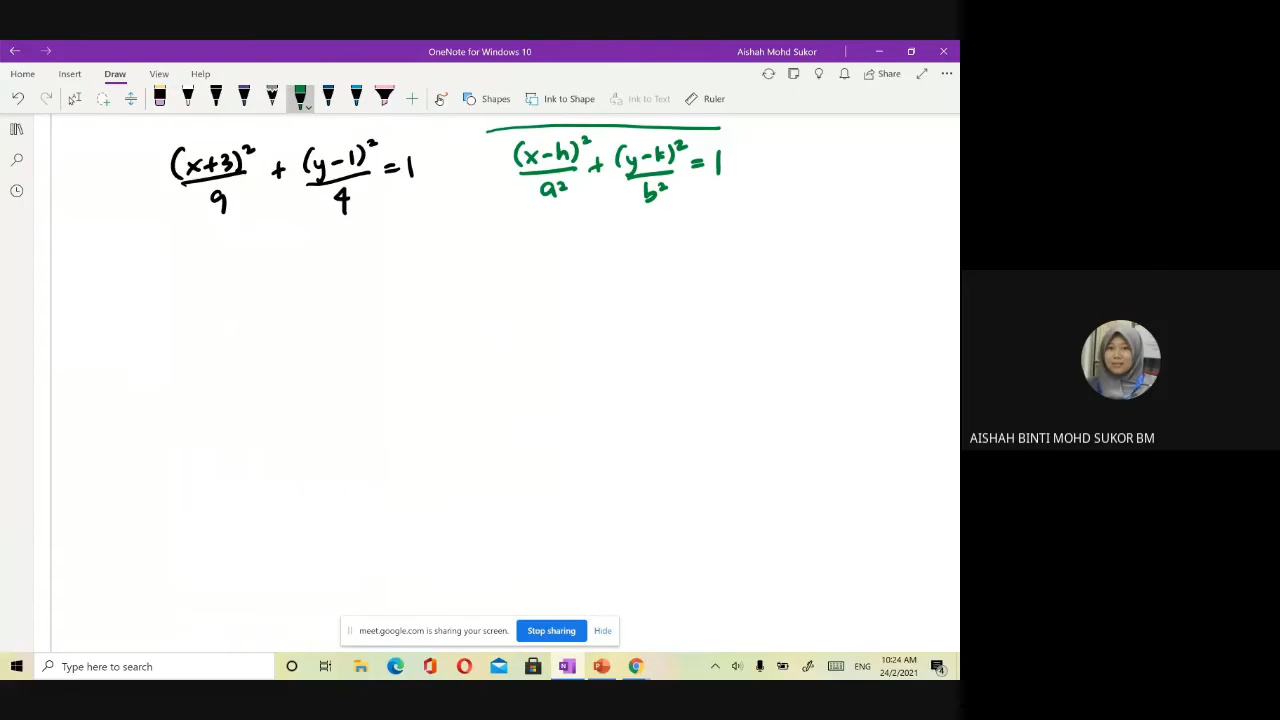 OneNote for Windows 10
Aishah Mohd Sukor
Home Insert Draw View Help
Share
Shapes Ink to Shape Ink to Text Ruler
(x+3)²/9 + (y-1)²/4 = 1
(x-h)²/a² + (y-k)²/b² = 1
AISHAH BINTI MOHD SUKOR BM
meet.google.com is sharing your screen. Stop sharing Hide
Type here to search
ENG
10:24 AM
24/2/2021
4